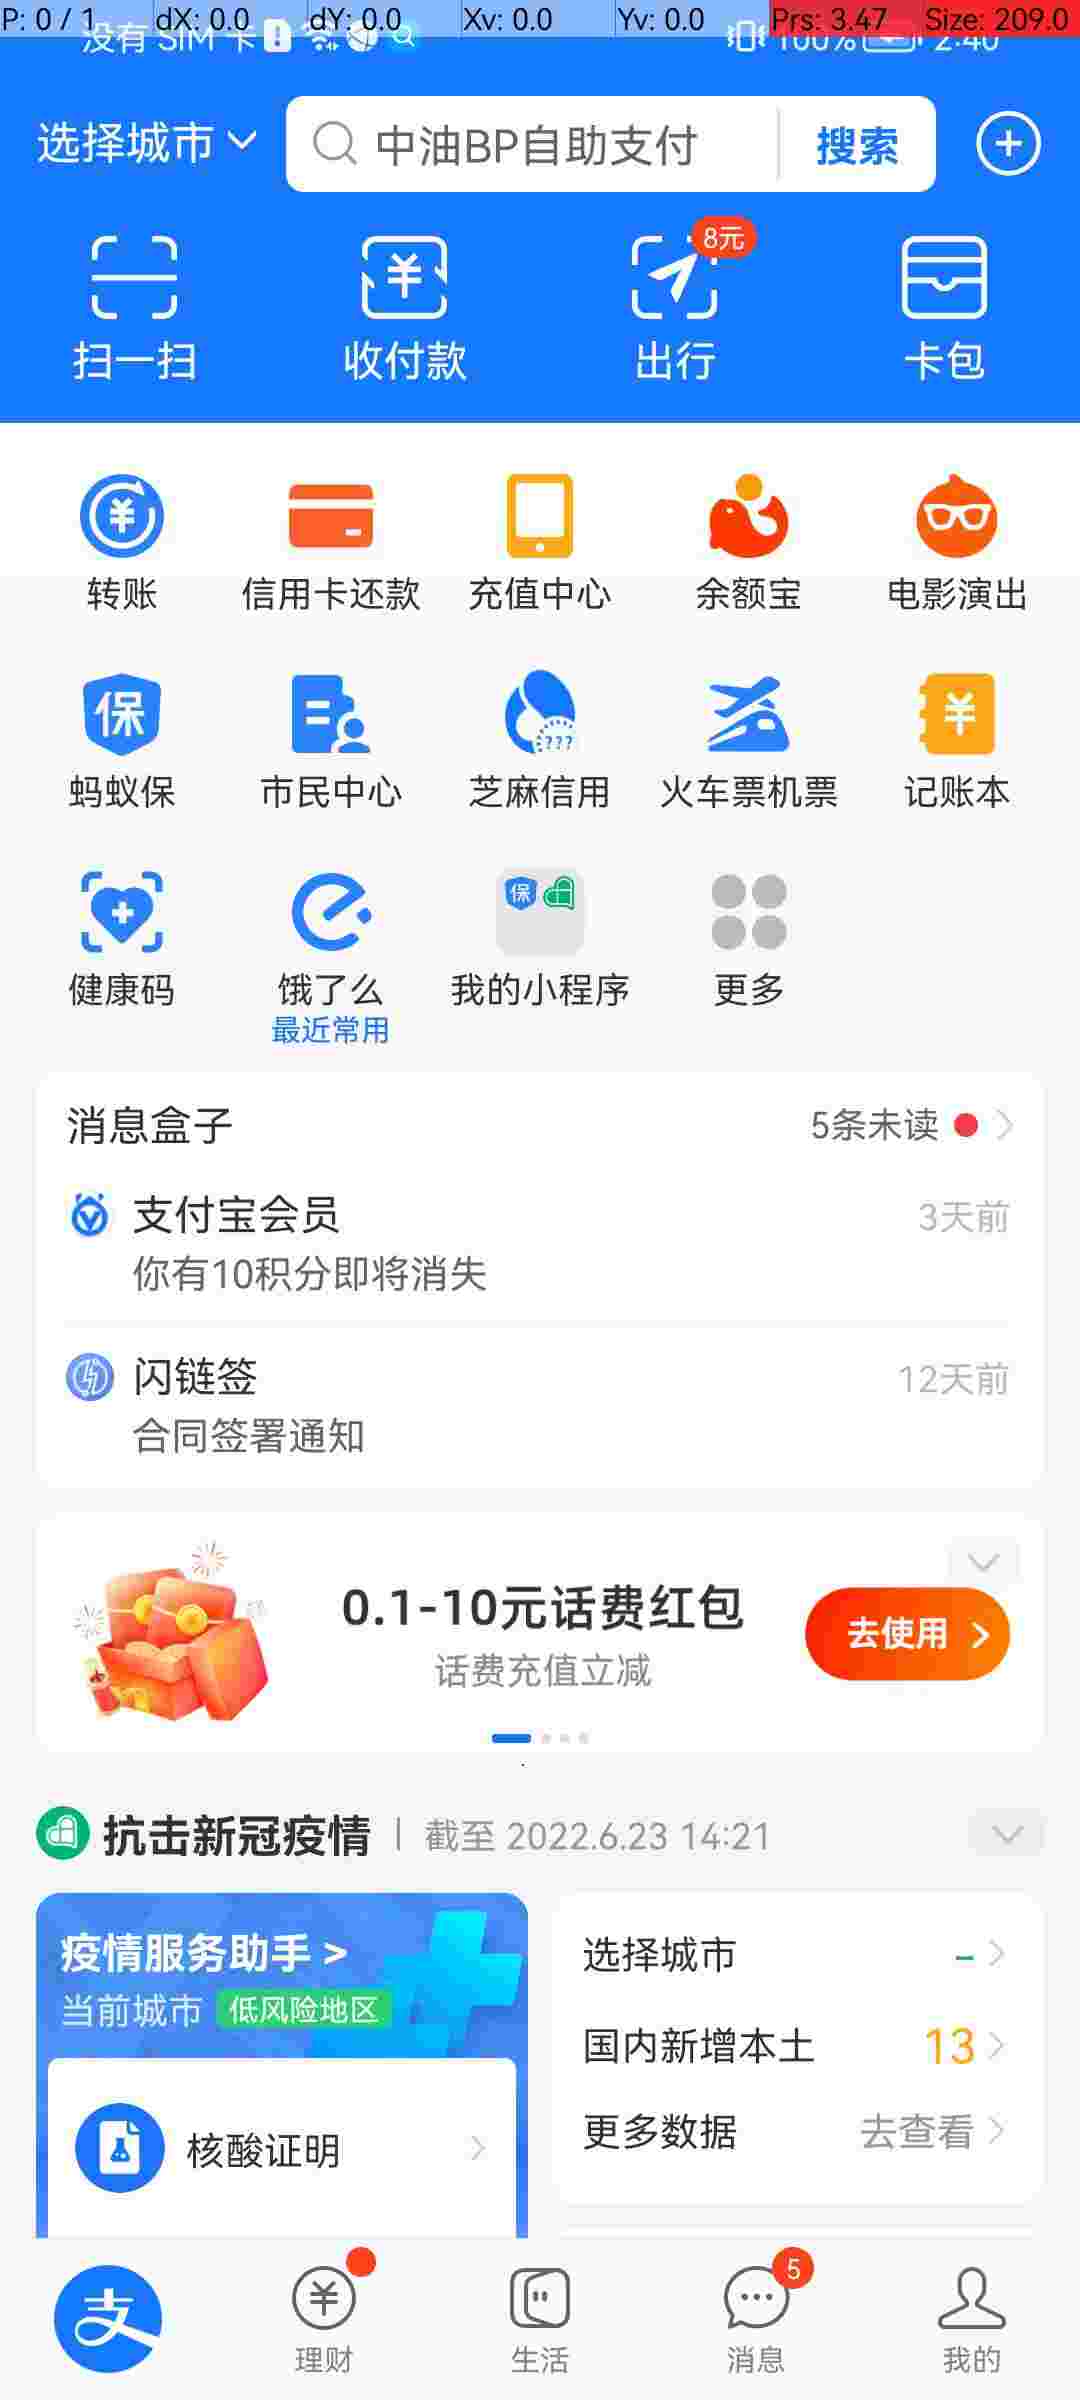 P: 0 / 1 dX: 0.0 dY: 0.0 Xv: 0.0 Yv: 0.0 Prs: 3.47 Size: 209.0
没有 SIM 卡 100% 2:40
选择城市 中油BP自助支付 搜索
8元
扫一扫 收付款 出行 卡包
转账 信用卡还款 充值中心 余额宝 电影演出
保 ???
蚂蚁保 市民中心 芝麻信用 火车票机票 记账本
保
健康码 饿了么 我的小程序 更多
最近常用
消息盒子 5条未读
支付宝会员 3天前
你有10积分即将消失
闪链签 12天前
合同签署通知
0.1-10元话费红包 去使用
话费充值立减
抗击新冠疫情 截至 2022.6.23 14:21
疫情服务助手 >
当前城市 低风险地区
核酸证明
选择城市 –
国内新增本土 13
更多数据 去查看
支 5
理财 生活 消息 我的